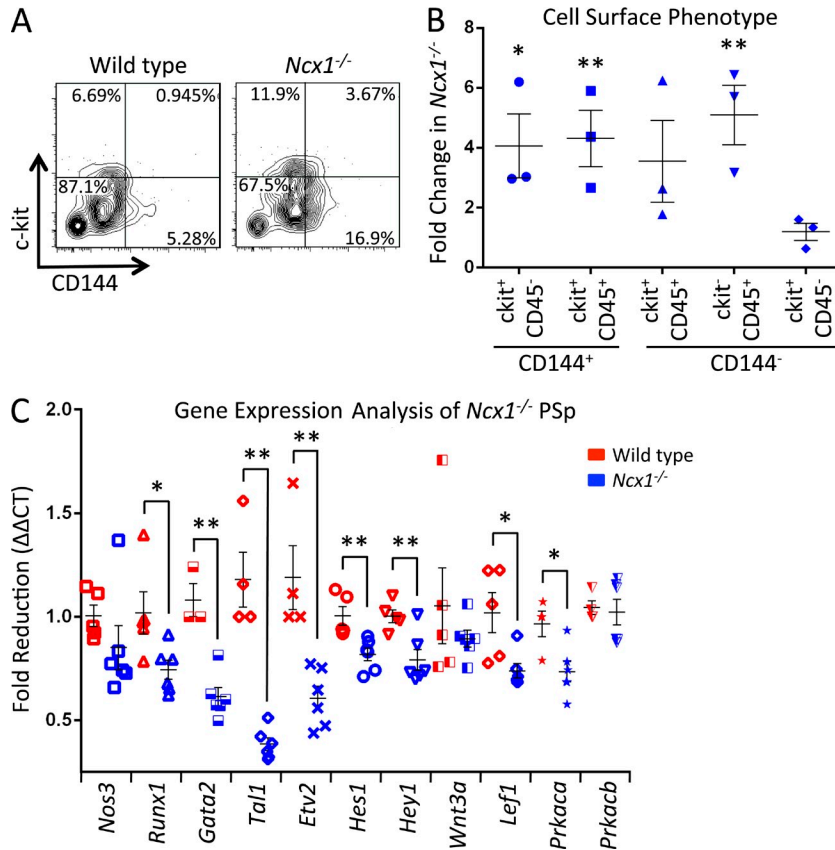 A
Wild type
Ncx1-/-
6.69%
0.945%
87.1%
5.28%
11.9%
3.67%
67.5%
16.9%
c-kit
CD144
B
Cell Surface Phenotype
Fold Change in Ncx1-/-
8
6
4
2
0
*
**
**
ckit+
CD45-
ckit+
CD45+
ckit+
CD45+
ckit-
CD45+
ckit+
CD45-
CD144+
CD144-
C
Gene Expression Analysis of Ncx1-/- PSp
Wild type
Ncx1-/-
Fold Reduction (ΔΔCT)
2.0
1.5
1.0
0.5
*
**
**
**
**
**
*
*
Nos3
Runx1
Gata2
Tal1
Etv2
Hes1
Hey1
Wnt3a
Lef1
Prkaca
Prkacb